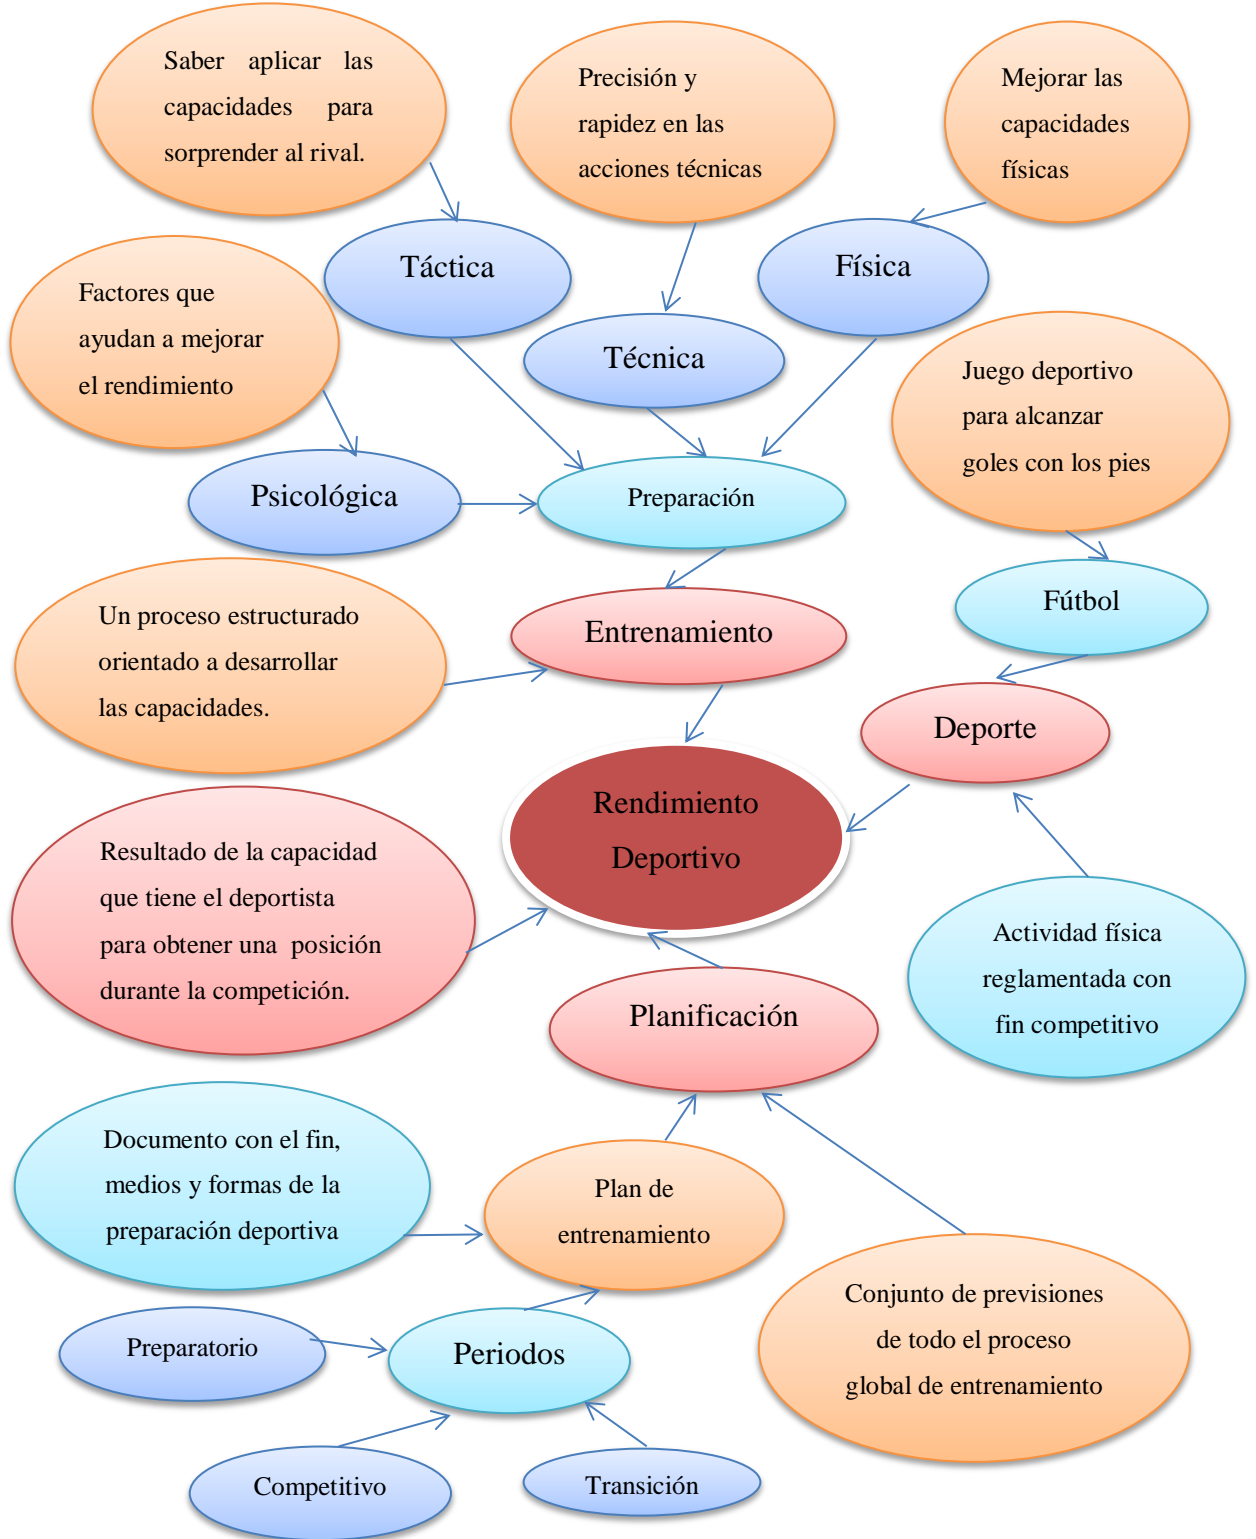 Saber aplicar las
capacidades para
sorprender al rival.
Precisión y
rapidez en las
acciones técnicas
Mejorar las
capacidades
físicas
Táctica
Física
Factores que
ayudan a mejorar
el rendimiento
Técnica
Juego deportivo
para alcanzar
goles con los pies
Psicológica
Preparación
Fútbol
Un proceso estructurado
orientado a desarrollar
las capacidades.
Entrenamiento
Deporte
Rendimiento
Deportivo
Resultado de la capacidad
que tiene el deportista
para obtener una posición
durante la competición.
Actividad física
reglamentada con
fin competitivo
Planificación
Documento con el fin,
medios y formas de la
preparación deportiva
Plan de
entrenamiento
Conjunto de previsiones
de todo el proceso
global de entrenamiento
Preparatorio
Periodos
Competitivo
Transición